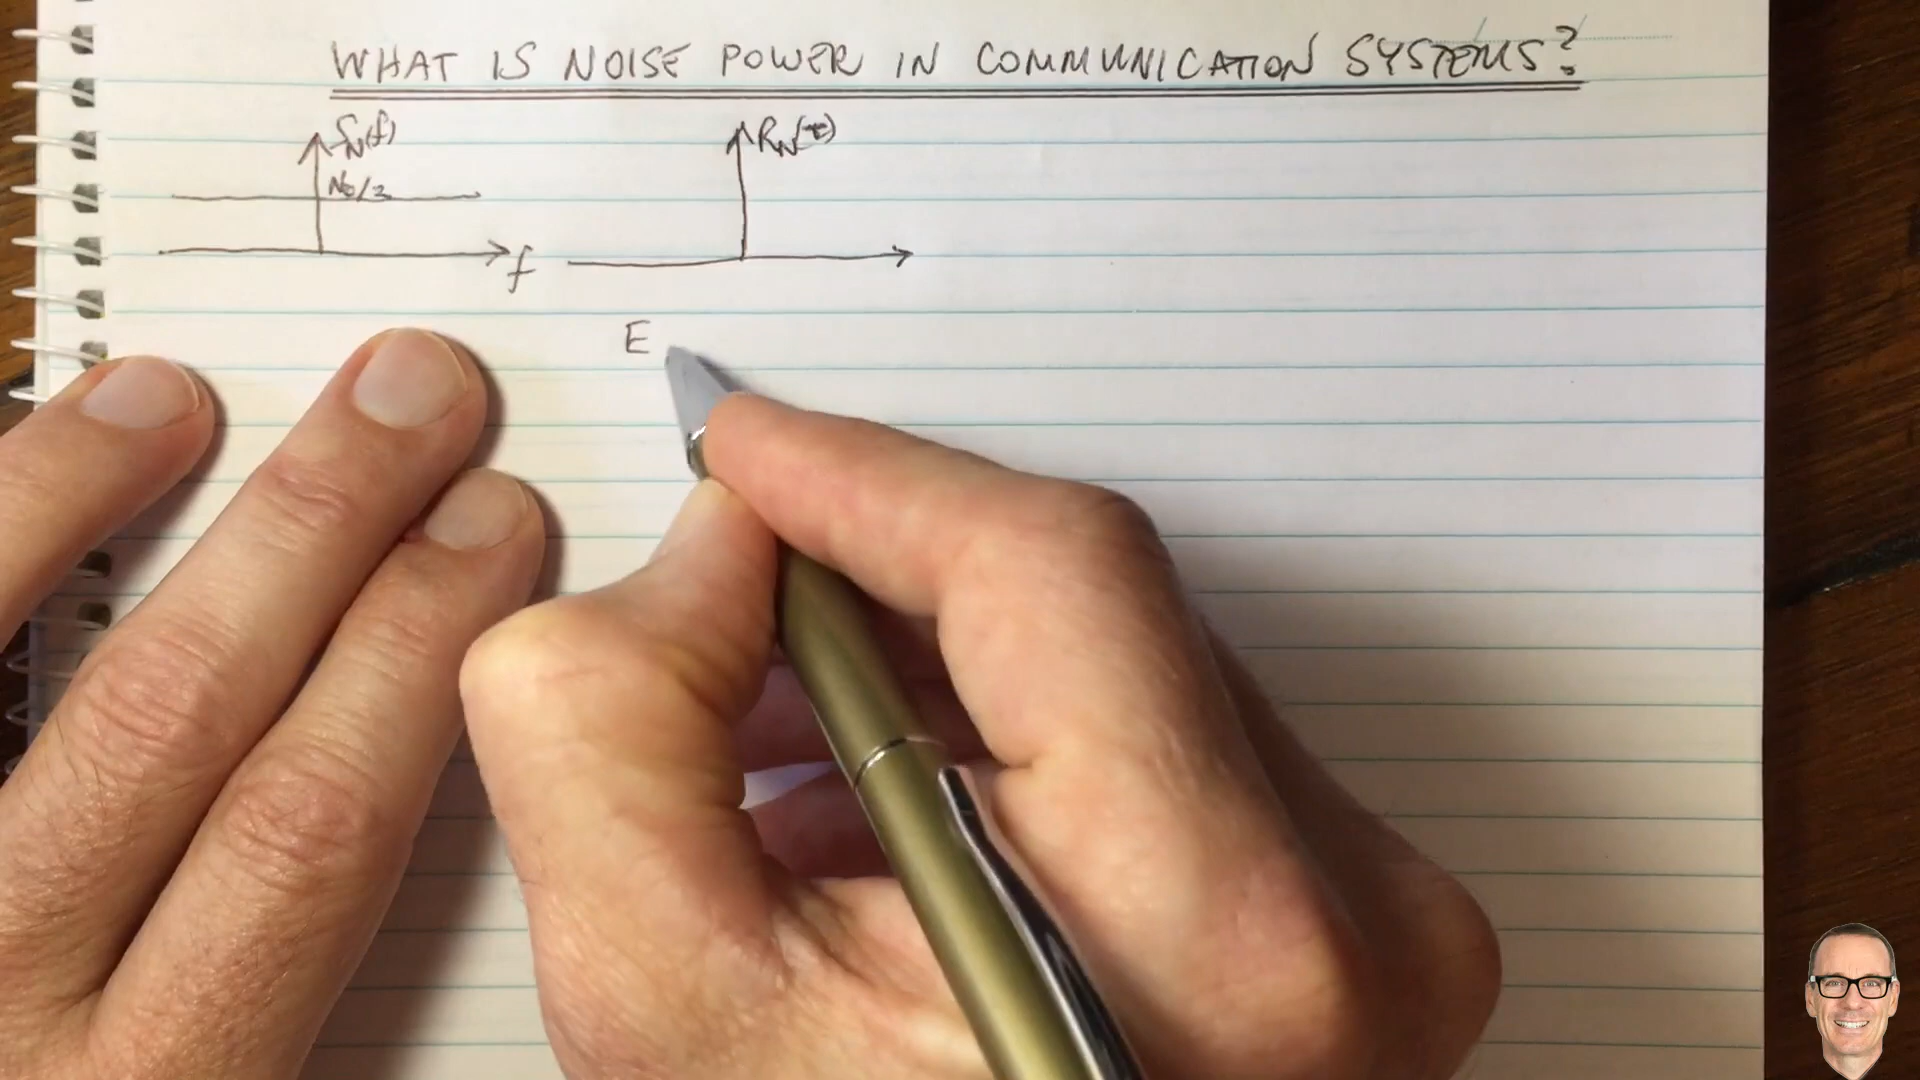 WHAT IS NOISE POWER IN COMMUNICATION SYSTEMS?
S_N(f)
N₀/2
f
R_N(τ)
E